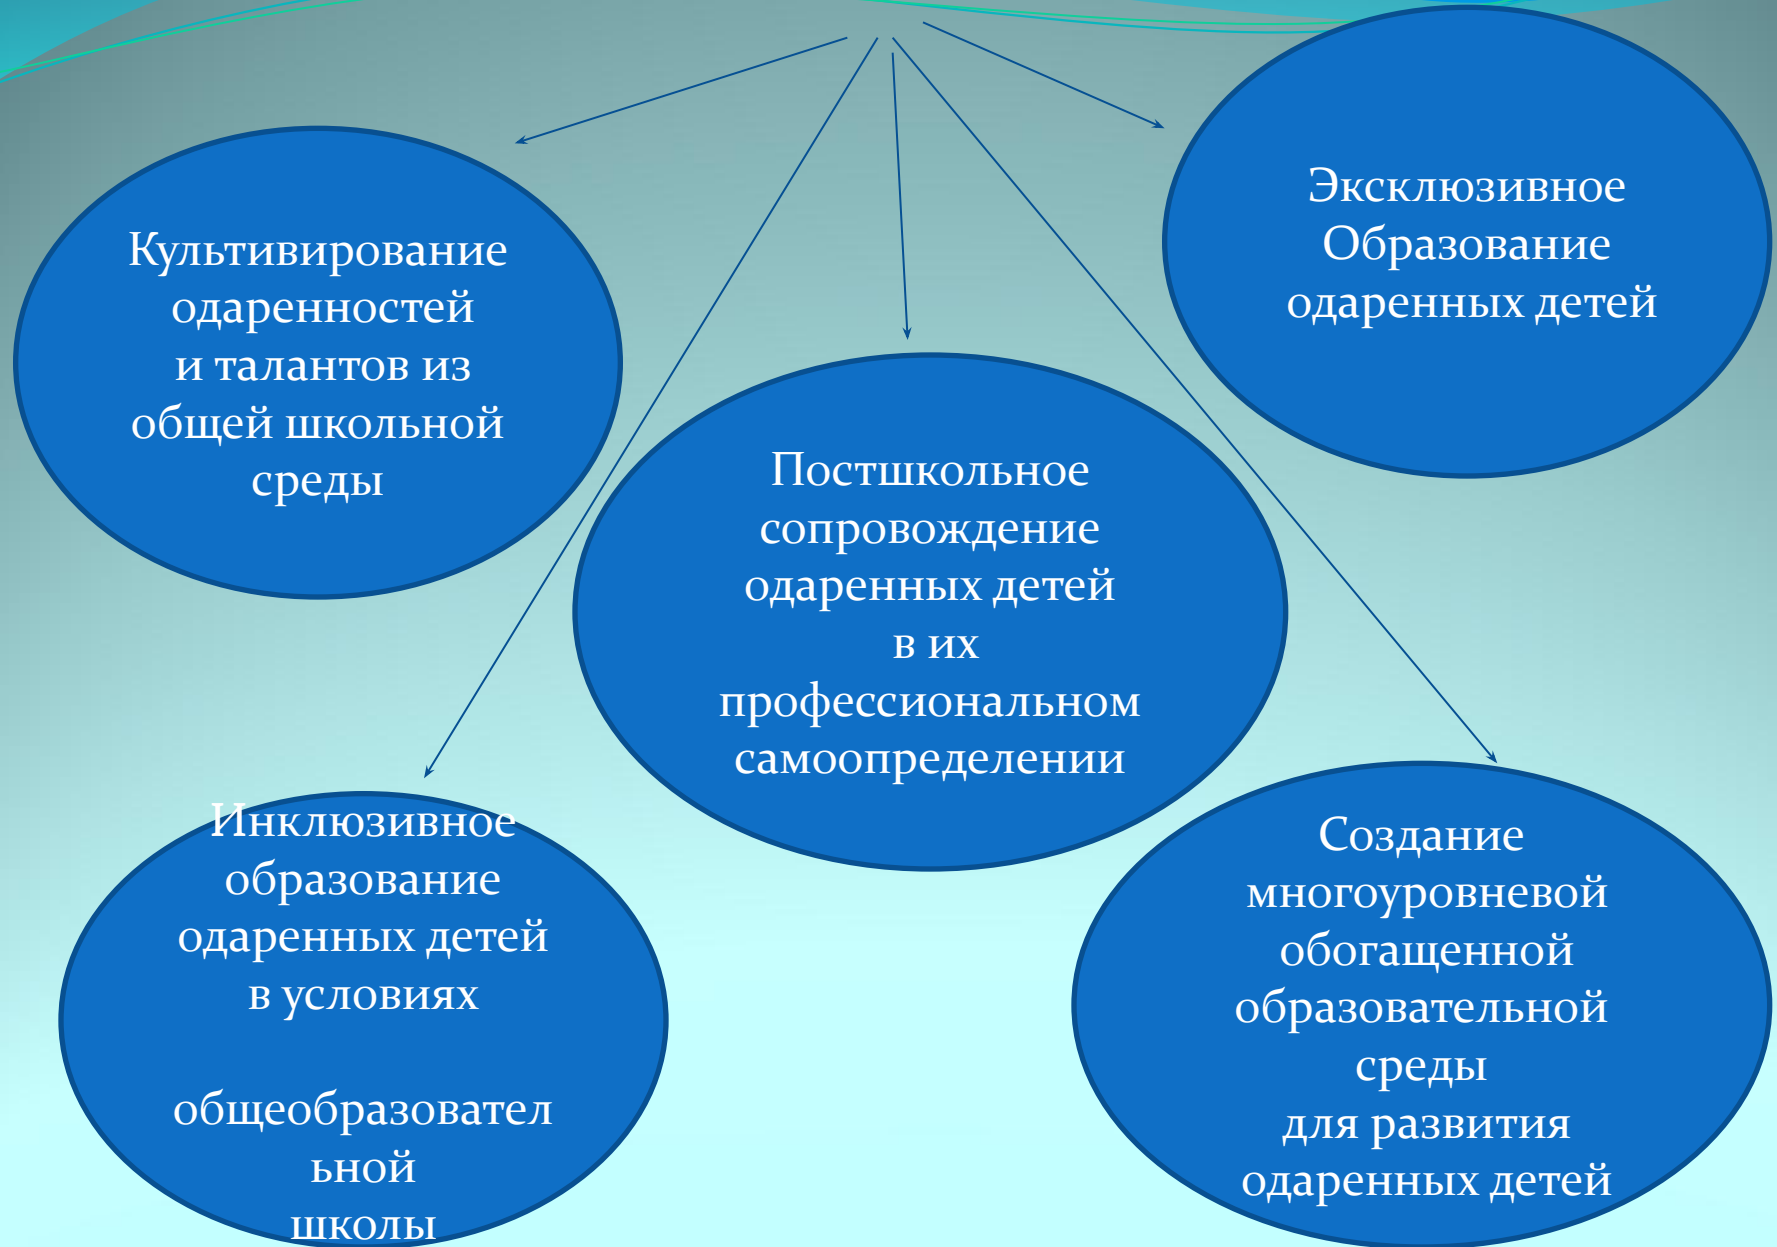 Культивирование
одаренностей
и талантов из
общей школьной
среды
Эксклюзивное
Образование
одаренных детей
Постшкольное
сопровождение
одаренных детей
в их
профессиональном
самоопределении
Инклюзивное
образование
одаренных детей
в условиях
общеобразовател
ьной
школы
Создание
многоуровневой
обогащенной
образовательной
среды
для развития
одаренных детей